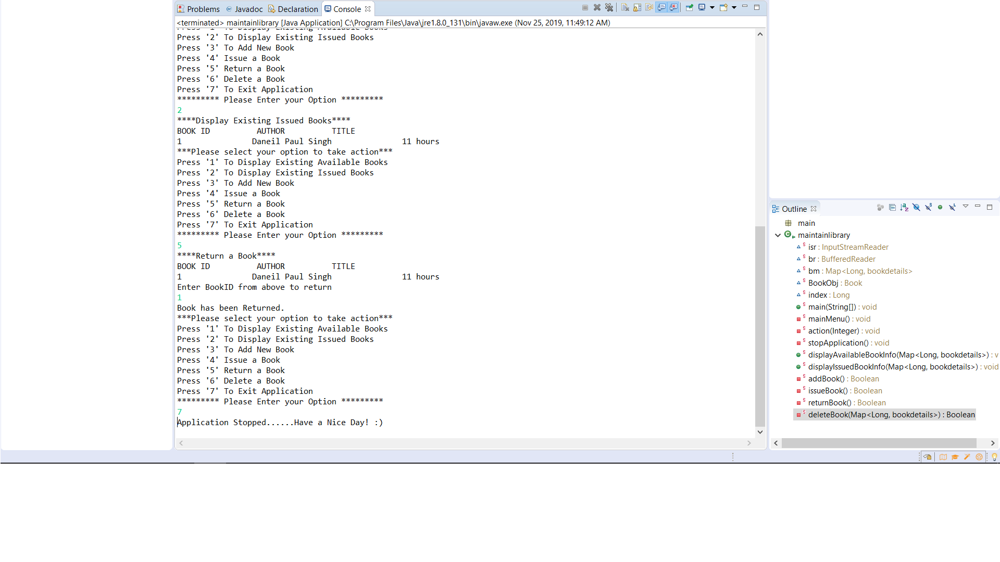 Problems @ Javadoc Declaration Console
<terminated> maintainlibrary [Java Application] C:\Program Files\Java\jre1.8.0_131\bin\javaw.exe (Nov 25, 2019, 11:49:12 AM)
Press '1' To Display Existing Available Books
Press '2' To Display Existing Issued Books
Press '3' To Add New Book
Press '4' Issue a Book
Press '5' Return a Book
Press '6' Delete a Book
Press '7' To Exit Application
********* Please Enter your Option *********
2
****Display Existing Issued Books****
BOOK ID AUTHOR TITLE
1 Daneil Paul Singh 11 hours
***Please select your option to take action***
Press '1' To Display Existing Available Books
Press '2' To Display Existing Issued Books
Press '3' To Add New Book
Press '4' Issue a Book
Press '5' Return a Book
Press '6' Delete a Book
Press '7' To Exit Application
********* Please Enter your Option *********
5
****Return a Book****
BOOK ID AUTHOR TITLE
1 Daneil Paul Singh 11 hours
Enter BookID from above to return
1
Book has been Returned.
***Please select your option to take action***
Press '1' To Display Existing Available Books
Press '2' To Display Existing Issued Books
Press '3' To Add New Book
Press '4' Issue a Book
Press '5' Return a Book
Press '6' Delete a Book
Press '7' To Exit Application
********* Please Enter your Option *********
7
Application Stopped......Have a Nice Day! :)
Outline
main
maintainlibrary
isr : InputStreamReader
br : BufferedReader
bm : Map<Long, bookdetails>
BookObj : Book
index : Long
main(String[]) : void
mainMenu() : void
action(Integer) : void
stopApplication() : void
displayAvailableBookInfo(Map<Long, bookdetails>) : v
displayIssuedBookInfo(Map<Long, bookdetails>) : void
addBook() : Boolean
issueBook() : Boolean
returnBook() : Boolean
deleteBook(Map<Long, bookdetails>) : Boolean